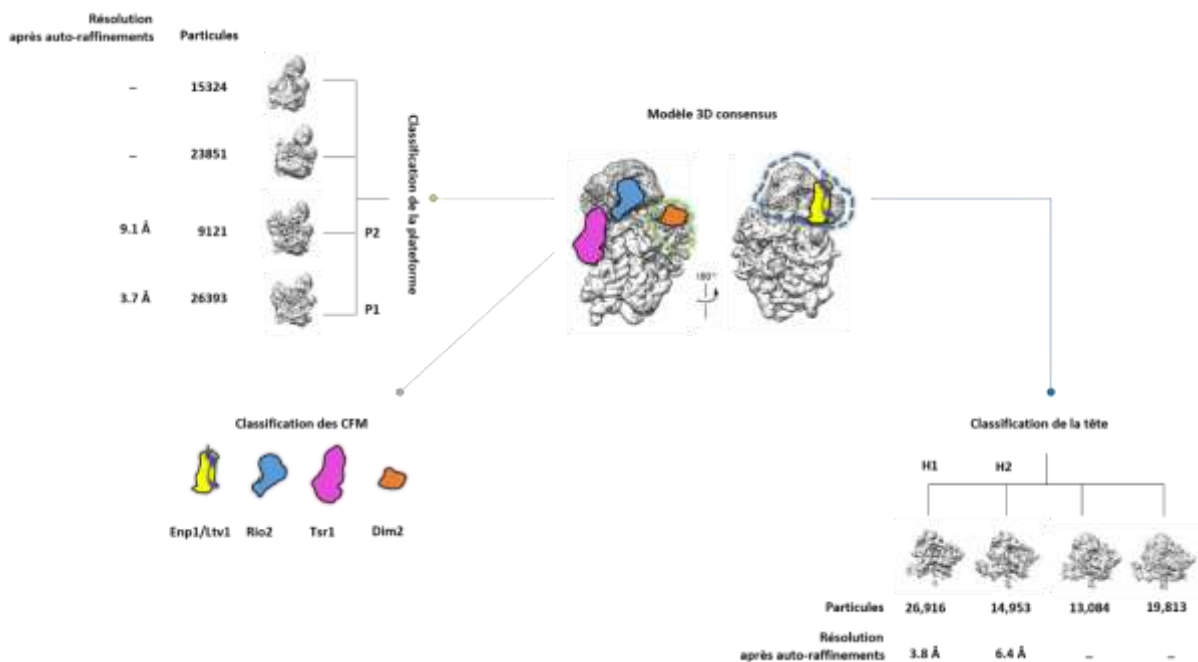 Résolution
après auto-raffinements Particules
– 15324
– 23851
9.1 Å 9121 P2
3.7 Å 26393 P1
Classification de la plateforme
Modèle 3D consensus
180°
Classification des CFM
Enp1/Ltv1 Rio2 Tsr1 Dim2
Classification de la tête
H1 H2
Particules 26,916 14,953 13,084 19,813
Résolution
après auto-raffinements 3.8 Å 6.4 Å – –